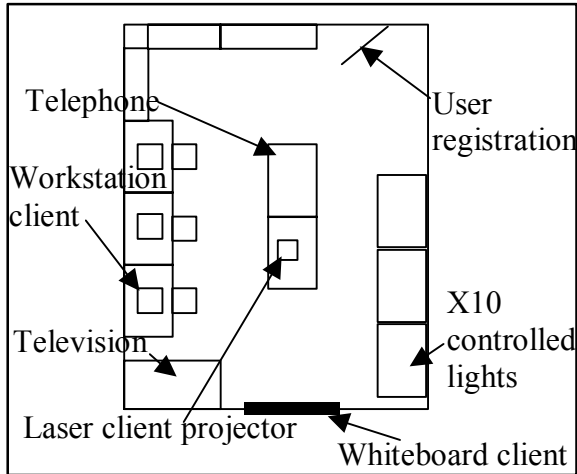 Telephone
User
registration
Workstation
client
X10
controlled
lights
Television
Laser client projector
Whiteboard client